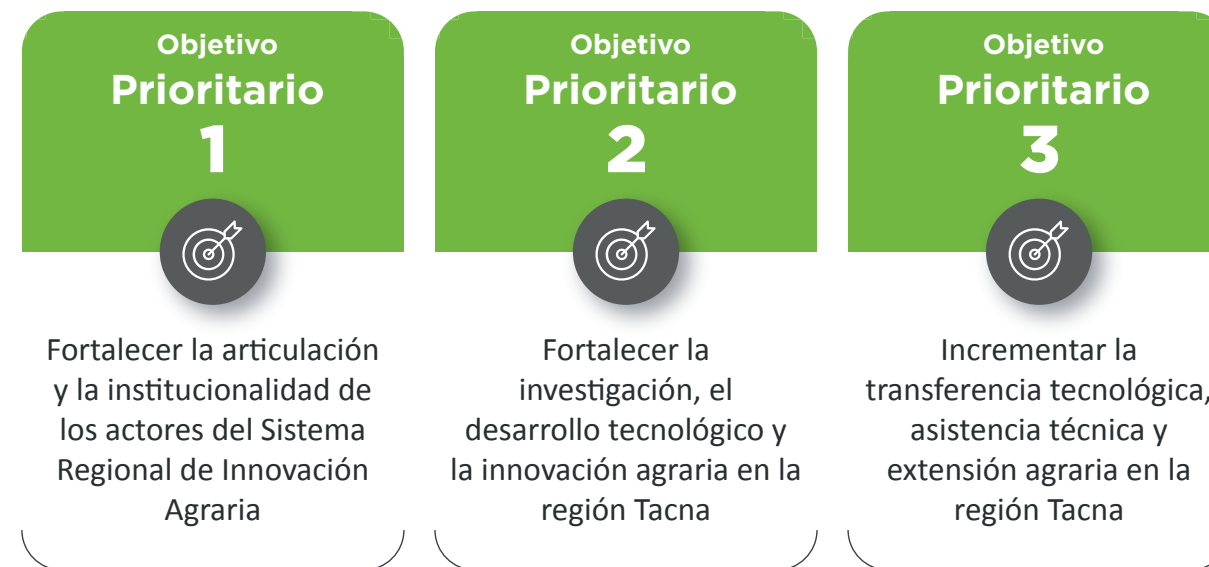 Objetivo
Prioritario
1
Fortalecer la articulación
y la institucionalidad de
los actores del Sistema
Regional de Innovación
Agraria
Objetivo
Prioritario
2
Fortalecer la
investigación, el
desarrollo tecnológico y
la innovación agraria en la
región Tacna
Objetivo
Prioritario
3
Incrementar la
transferencia tecnológica,
asistencia técnica y
extensión agraria en la
región Tacna